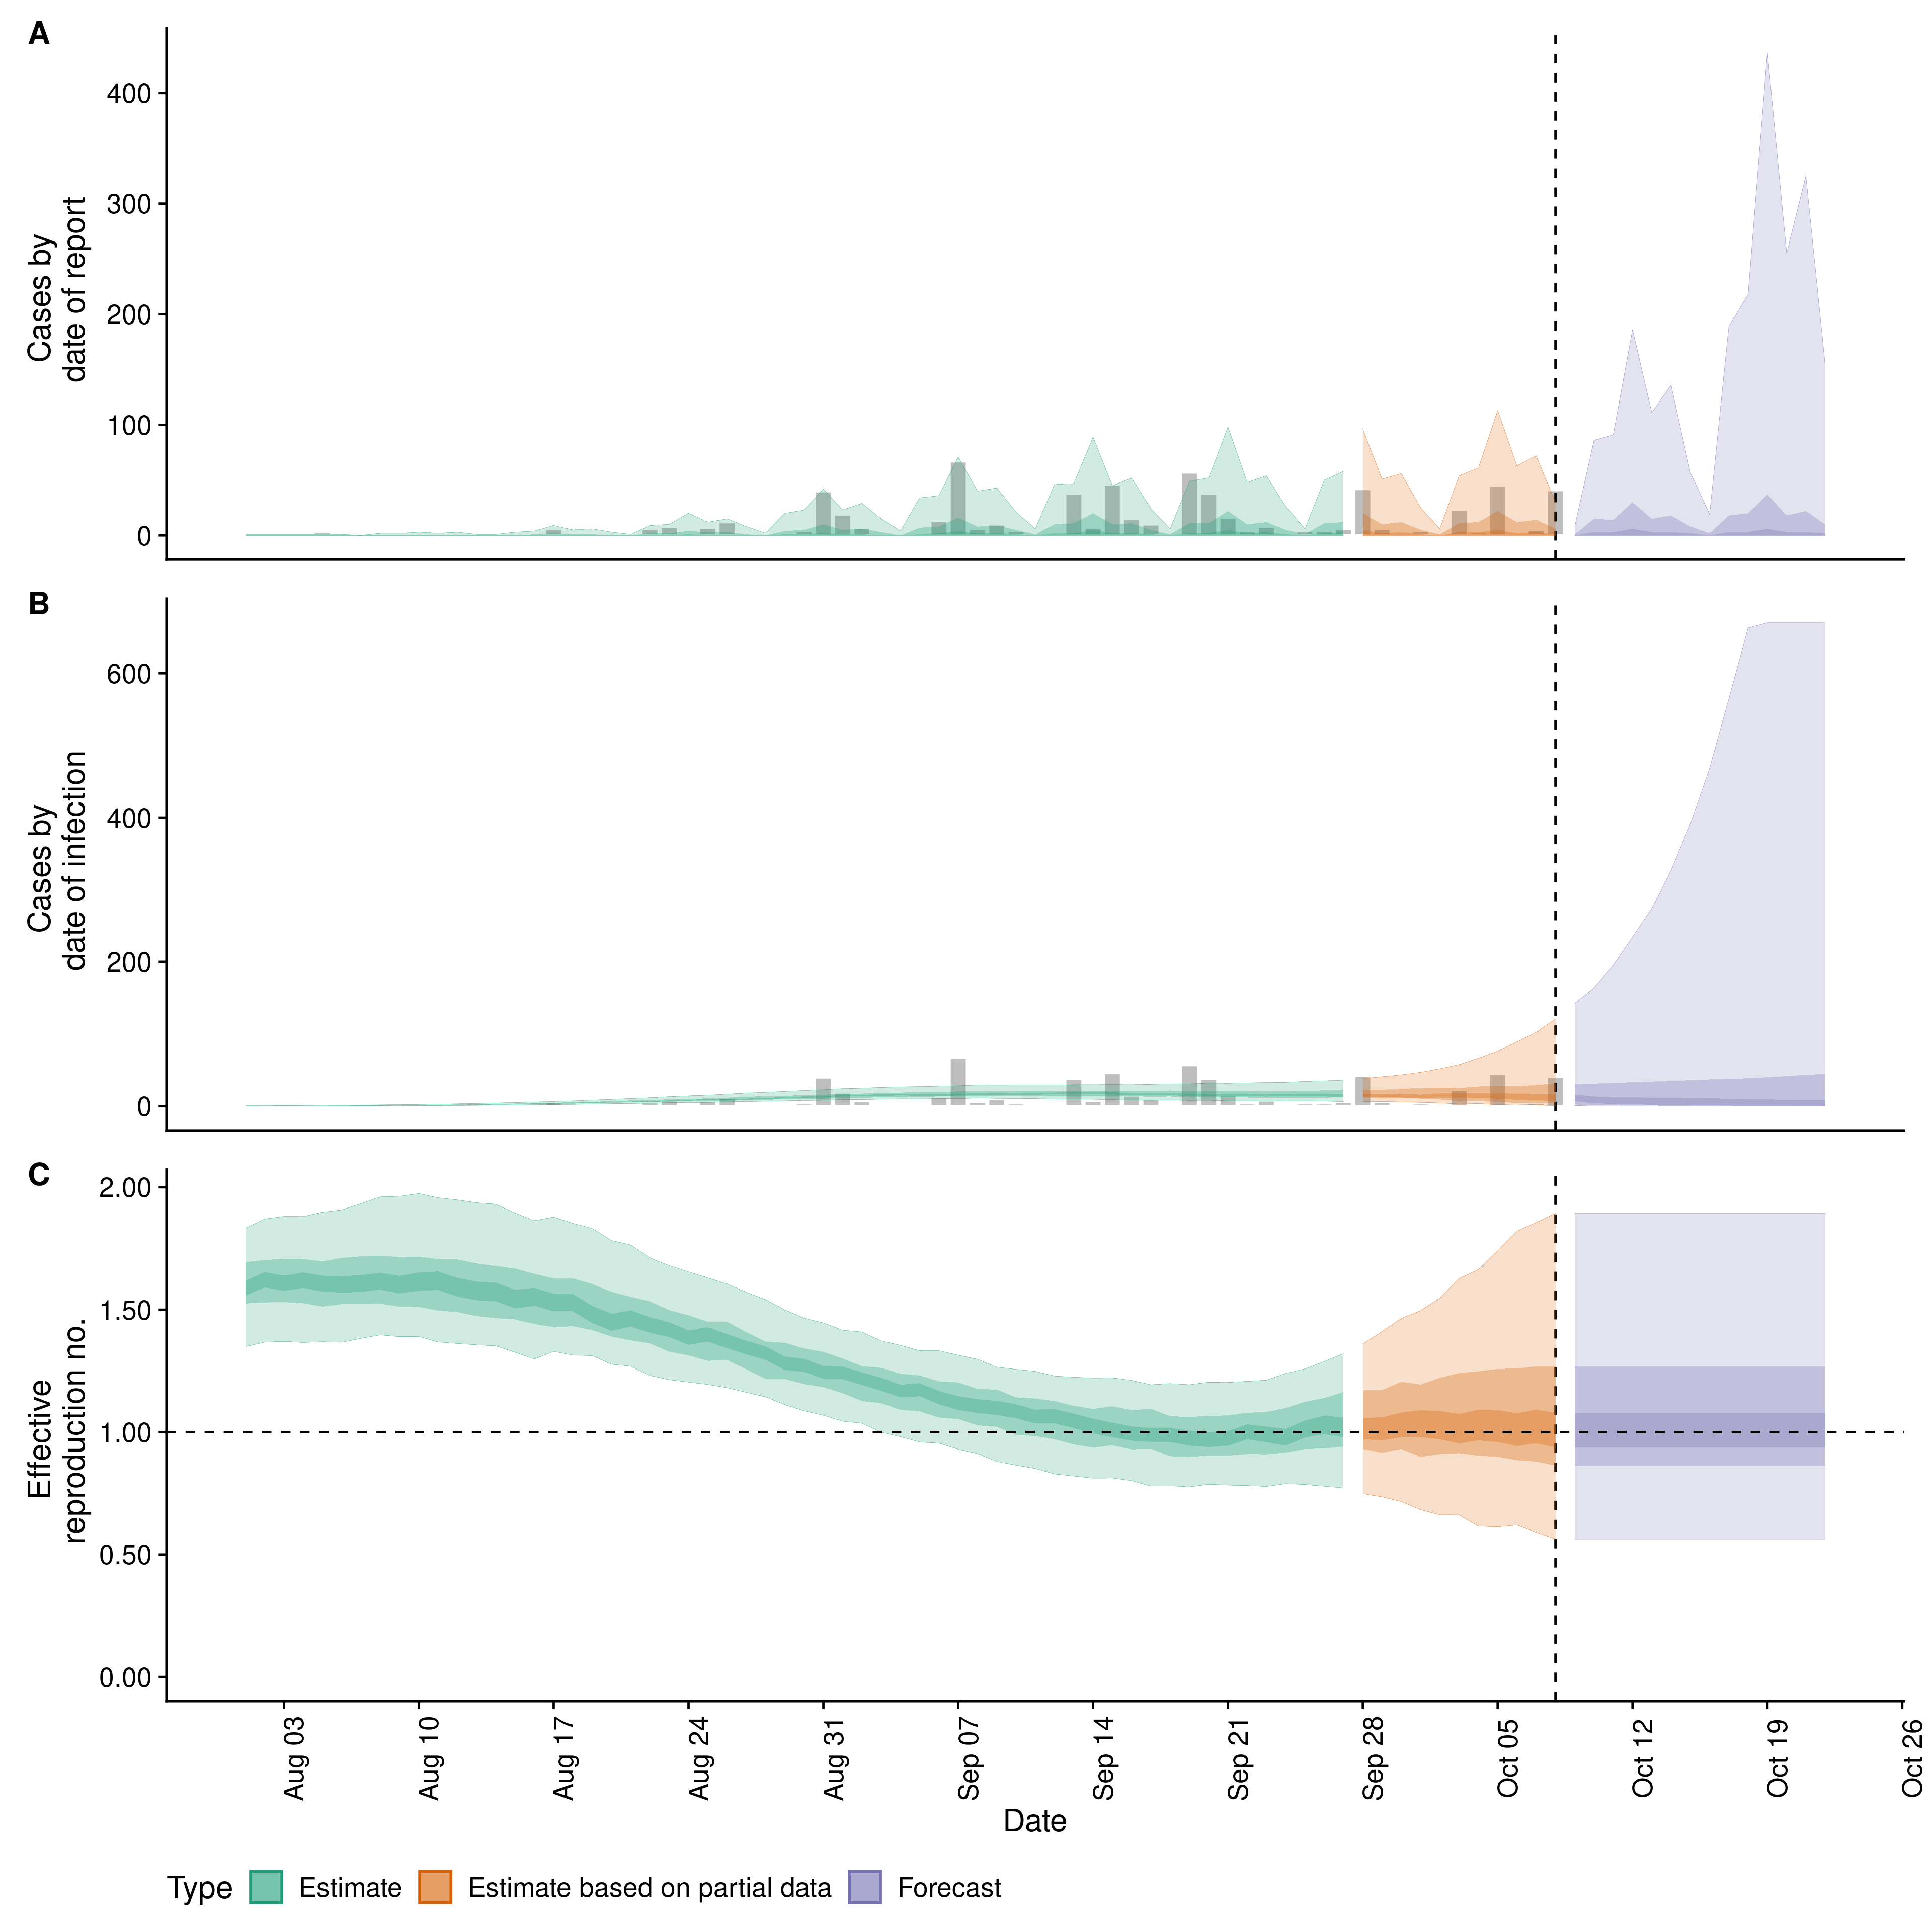 A
Cases by
date of report
400
300
200
100
0
B
Cases by
date of infection
600
400
200
0
C
Effective
reproduction no.
2.00
1.50
1.00
0.50
0.00
Aug 03
Aug 10
Aug 17
Aug 24
Aug 31
Sep 07
Sep 14
Sep 21
Sep 28
Oct 05
Oct 12
Oct 19
Oct 26
Date
Type Estimate Estimate based on partial data Forecast